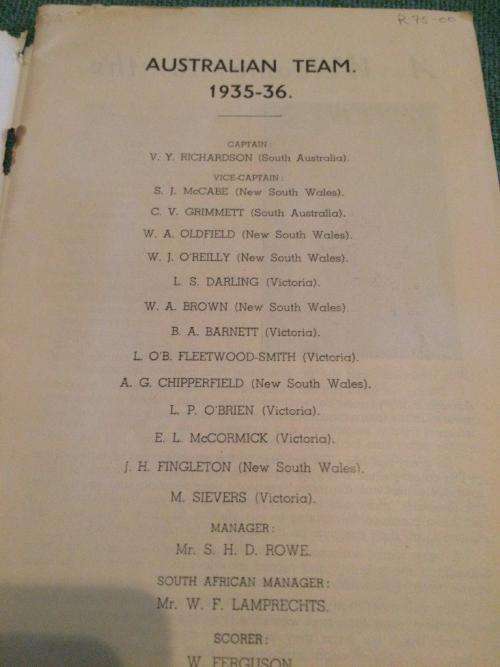 R75-00
AUSTRALIAN TEAM.
1935-36.
CAPTAIN:
V. Y. RICHARDSON (South Australia).
VICE-CAPTAIN:
S. J. McCABE (New South Wales).
C. V. GRIMMETT (South Australia).
W. A. OLDFIELD (New South Wales).
W. J. O'REILLY (New South Wales).
L. S. DARLING (Victoria).
W. A. BROWN (New South Wales)
B. A. BARNETT (Victoria).
L. O'B. FLEETWOOD-SMITH (Victoria).
A. G. CHIPPERFIELD (New South Wales).
L. P. O'BRIEN (Victoria).
E. L. McCORMICK (Victoria).
J. H. FINGLETON (New South Wales).
M. SIEVERS (Victoria).
MANAGER:
Mr. S. H. D. ROWE.
SOUTH AFRICAN MANAGER:
Mr. W. F. LAMPRECHTS.
SCORER:
W. FERGUSON